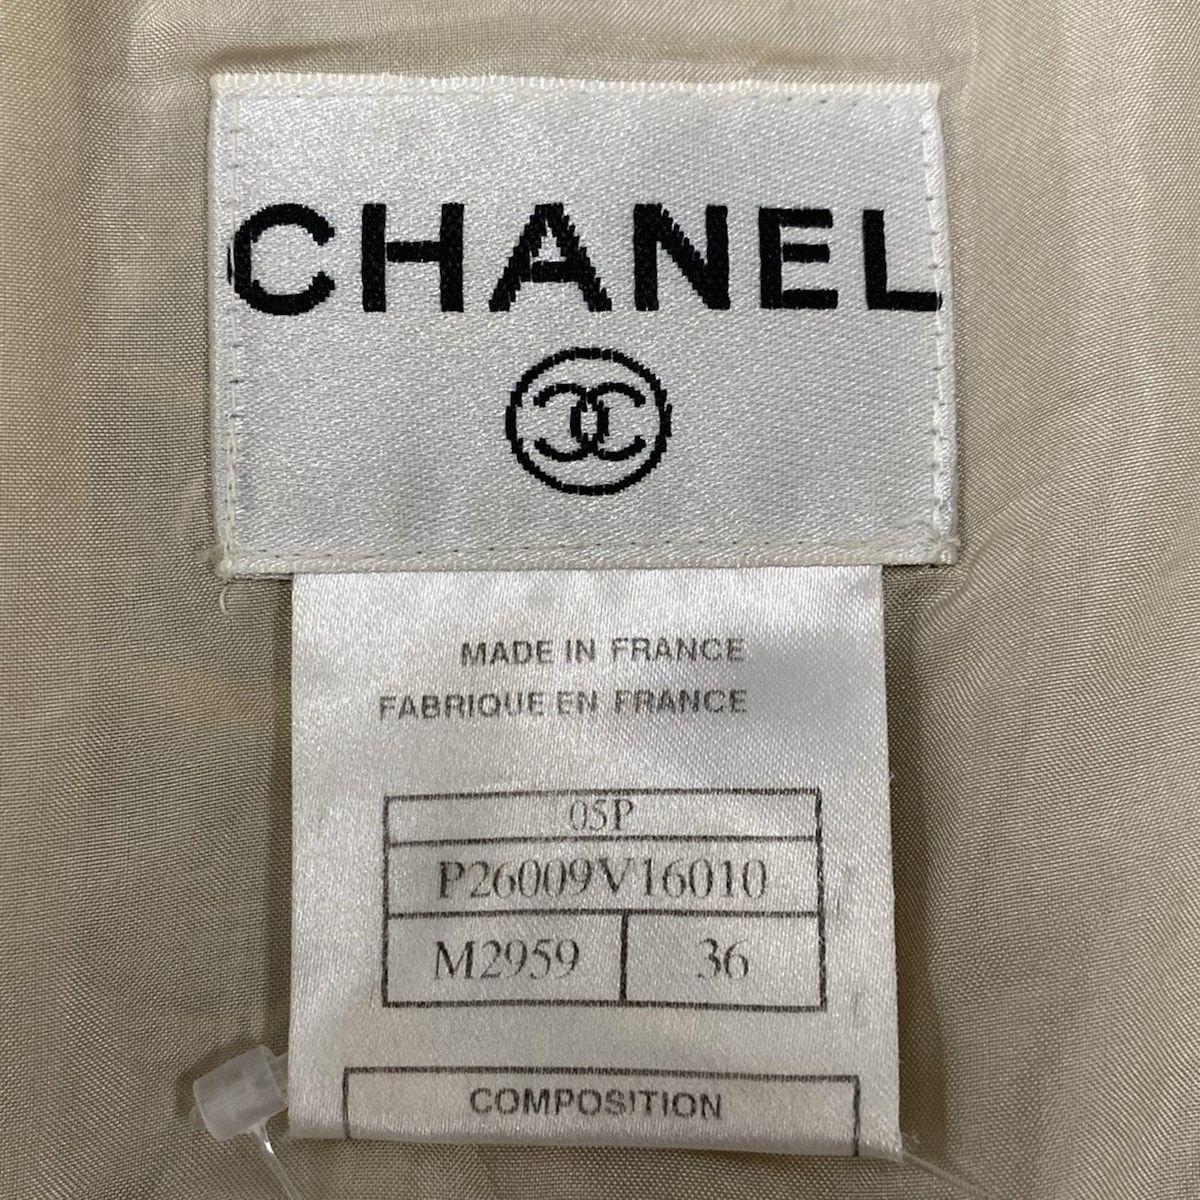 CHANEL
MADE IN FRANCE
FABRIQUE EN FRANCE
05P
P26009V16010
M2959 36
COMPOSITION